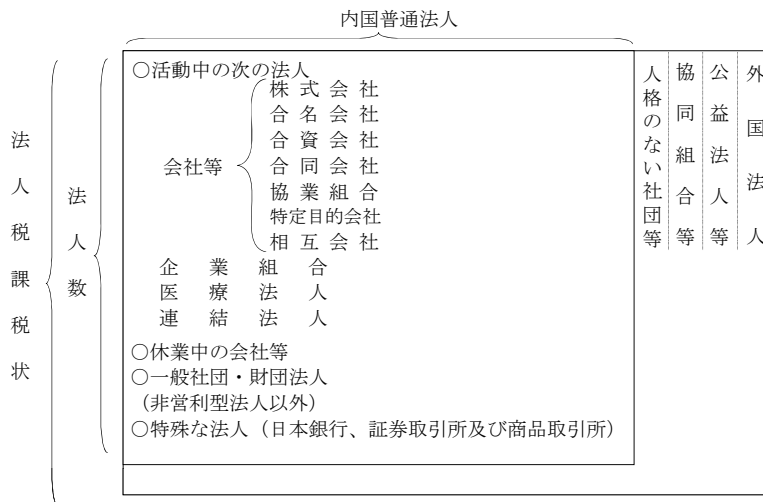 内国普通法人
○活動中の次の法人
会社等
株式会社
合名会社
合資会社
合同会社
協業組合
特定目的会社
相互会社
企業組合
医療法人
連結法人
○休業中の会社等
○一般社団・財団法人
(非営利型法人以外)
○特殊な法人(日本銀行、証券取引所及び商品取引所)
人格のない社団等
協同組合等
公益法人等
外国法人
法人数
法人税課税状